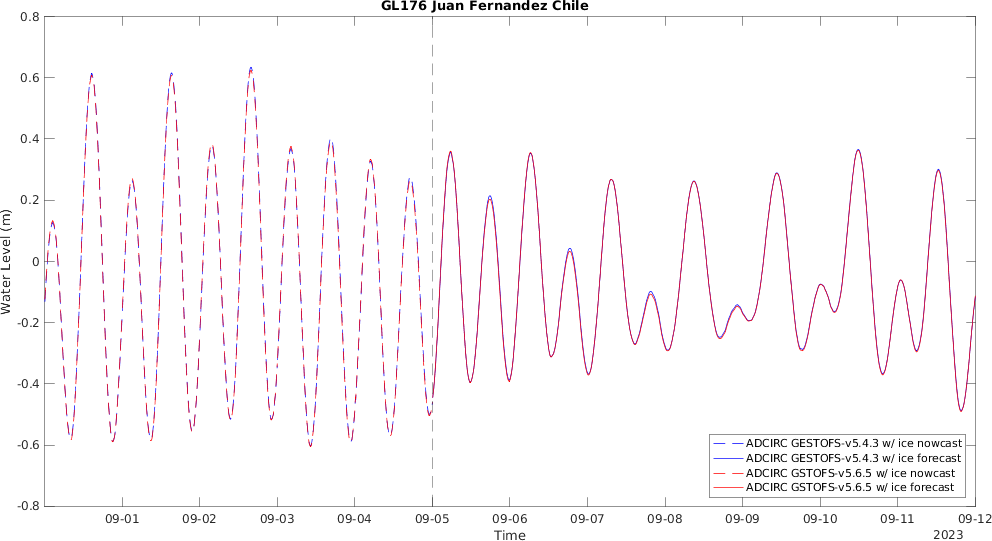 GL176 Juan Fernandez Chile
0.8
0.6
0.4
0.2
0
-0.2
-0.4
-0.6
-0.8
Water Level (m)
ADCIRC GESTOFS-v5.4.3 w/ ice nowcast
ADCIRC GESTOFS-v5.4.3 w/ ice forecast
ADCIRC GSTOFS-v5.6.5 w/ ice nowcast
ADCIRC GSTOFS-v5.6.5 w/ ice forecast
09-01 09-02 09-03 09-04 09-05 09-06 09-07 09-08 09-09 09-10 09-11 09-12
Time
2023